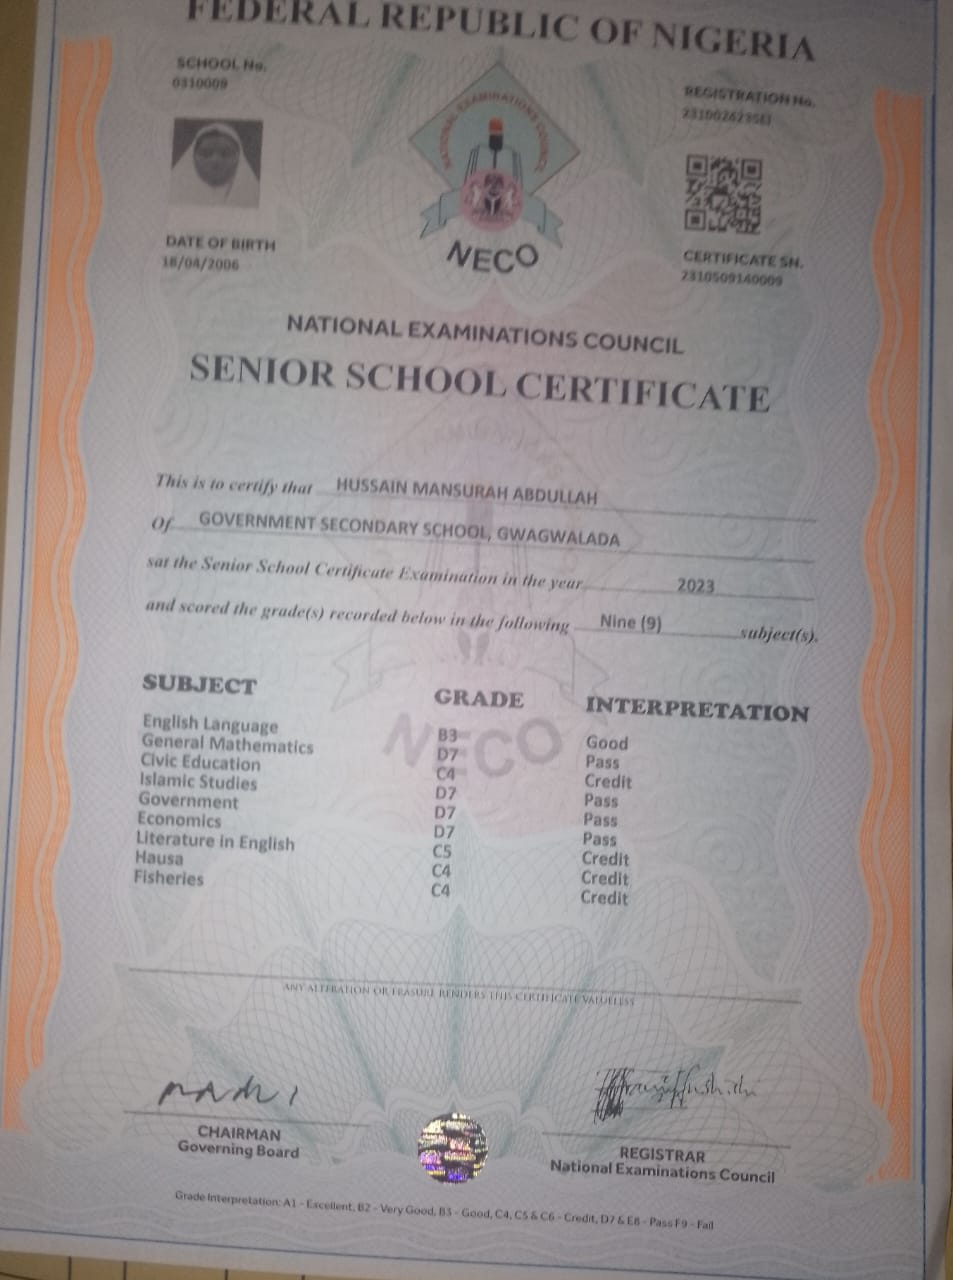 FEDERAL REPUBLIC OF NIGERIA
SCHOOL No.
0310009
REGISTRATION No.
NATIONAL EXAMINATIONS COUNCIL
NECO
DATE OF BIRTH
18/04/2006
CERTIFICATE SN.
2310509140009
NATIONAL EXAMINATIONS COUNCIL
SENIOR SCHOOL CERTIFICATE
This is to certify that HUSSAIN MANSURAH ABDULLAH
Of GOVERNMENT SECONDARY SCHOOL, GWAGWALADA
sat the Senior School Certificate Examination in the year 2023
and scored the grade(s) recorded below in the following Nine (9) subject(s).
SUBJECT GRADE INTERPRETATION
English Language B3 Good
General Mathematics D7 Pass
Civic Education C4 Credit
Islamic Studies D7 Pass
Government D7 Pass
Economics D7 Pass
Literature in English C5 Credit
Hausa C4 Credit
Fisheries C4 Credit
NECO
ANY ALTERATION OR ERASURE RENDERS THIS CERTIFICATE VALUELESS
CHAIRMAN
Governing Board
REGISTRAR
National Examinations Council
Grade Interpretation: A1 - Excellent, B2 - Very Good, B3 - Good, C4, C5 & C6 - Credit, D7 & E8 - Pass F9 - Fail